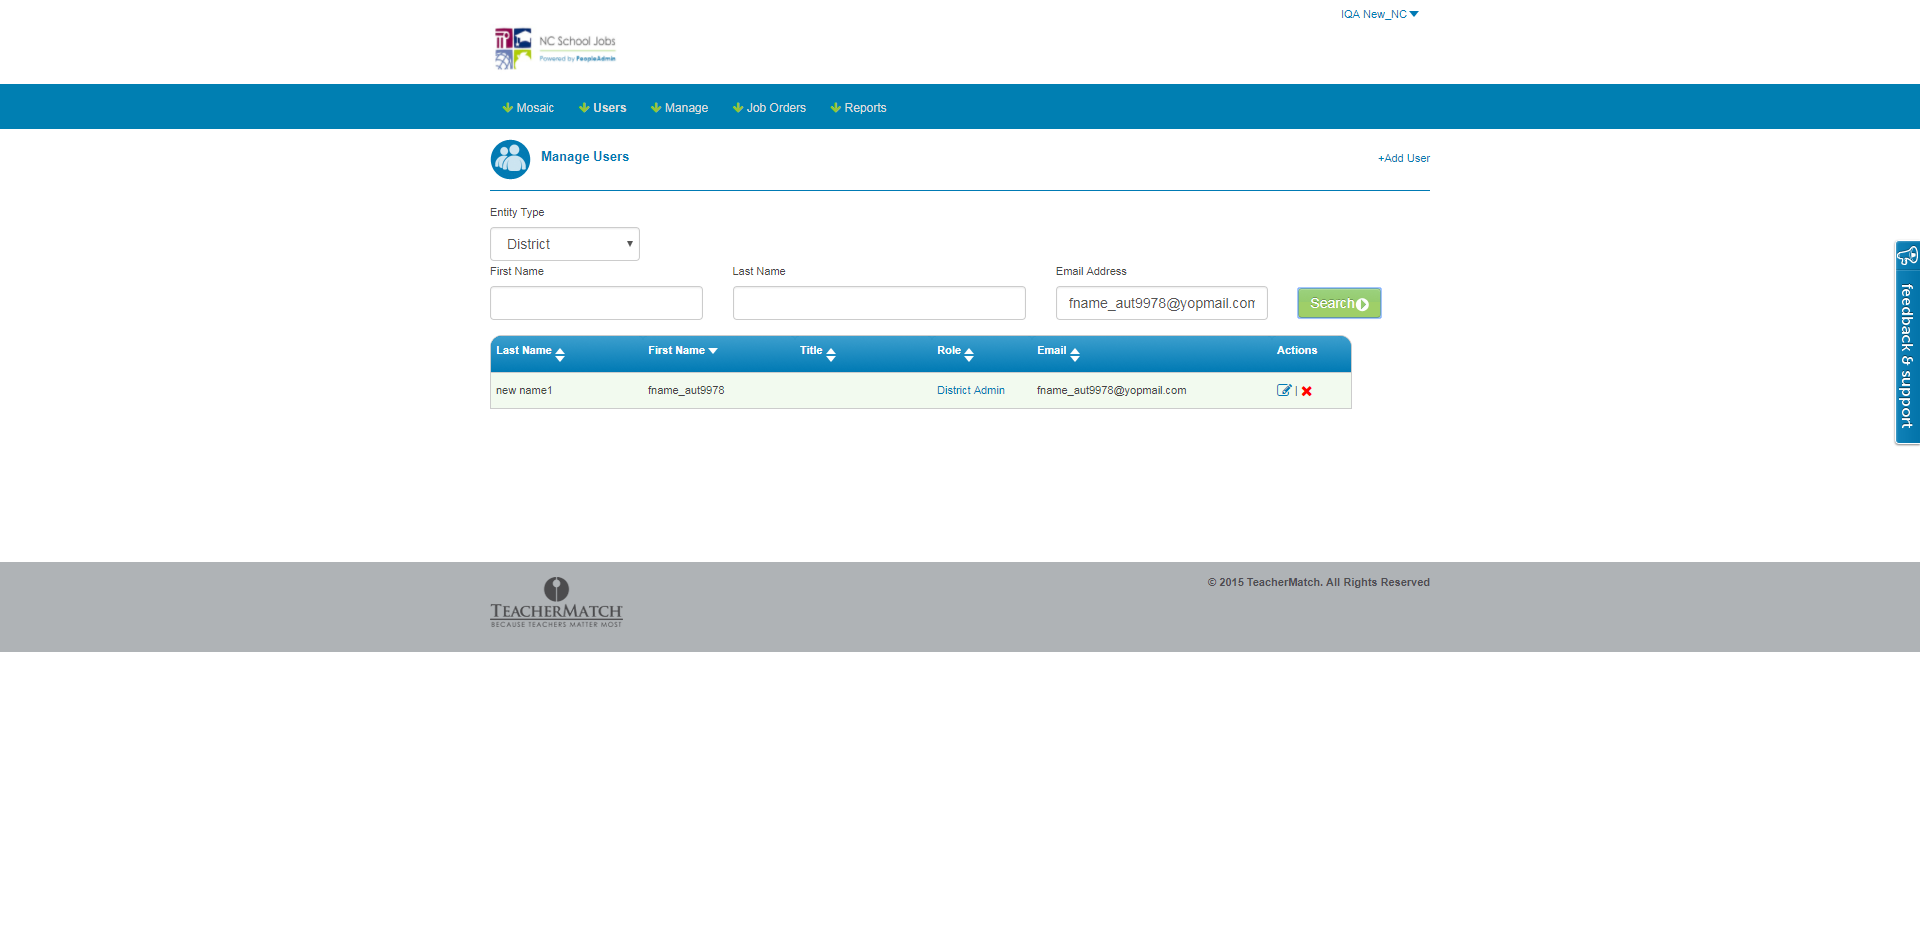 IQA New_NC
NC School Jobs
Powered by PeopleAdmin
Mosaic Users Manage Job Orders Reports
Manage Users
+Add User
Entity Type
District
First Name Last Name Email Address
fname_aut9978@yopmail.com Search
Last Name First Name Title Role Email Actions
new name1 fname_aut9978 District Admin fname_aut9978@yopmail.com |
feedback & support
© 2015 TeacherMatch. All Rights Reserved
TEACHERMATCH
BECAUSE TEACHERS MATTER MOST